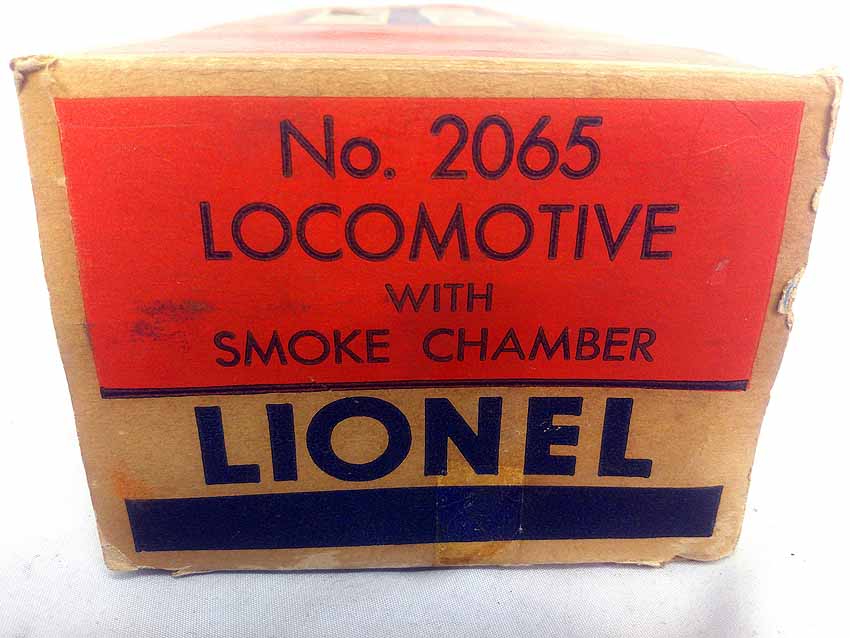 No. 2065
LOCOMOTIVE
WITH
SMOKE CHAMBER
LIONEL